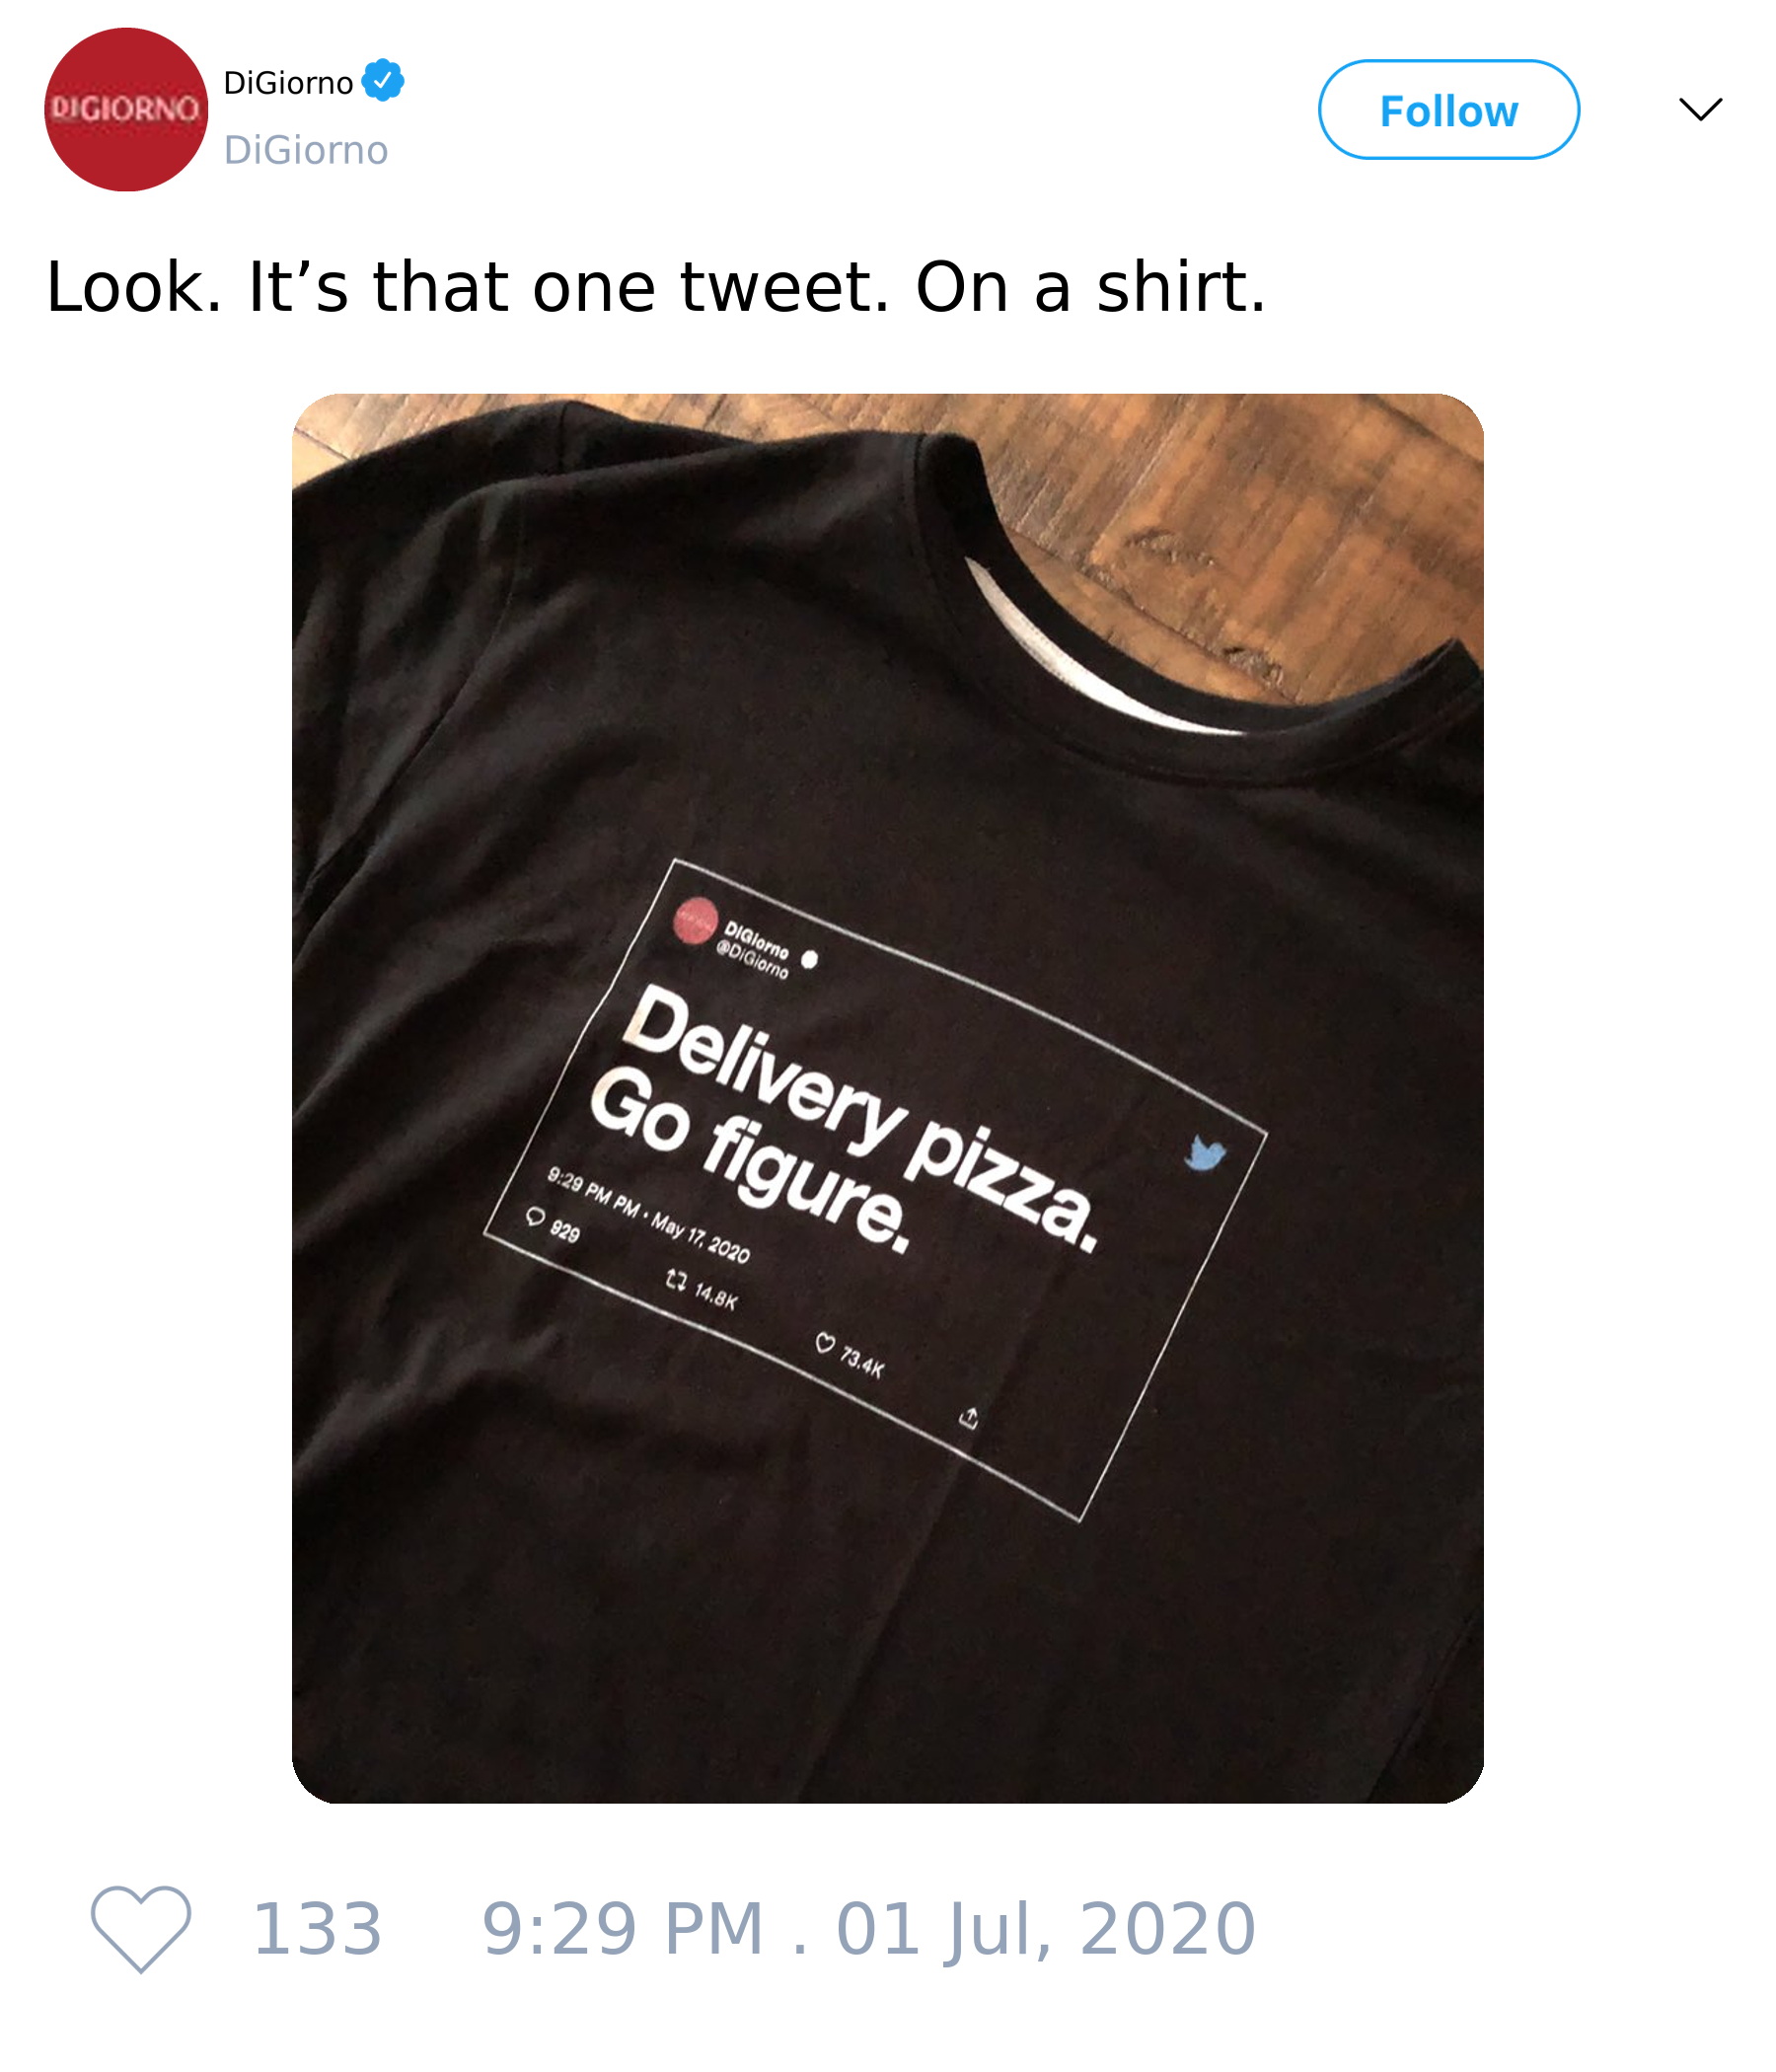 DIGIORNO
DiGiorno
DiGiorno
Follow
Look. It’s that one tweet. On a shirt.
DiGiorno
@DiGiorno
Delivery pizza.
Go figure.
9:29 PM PM · May 17, 2020
929 14.8K 73.4K
133 9:29 PM . 01 Jul, 2020